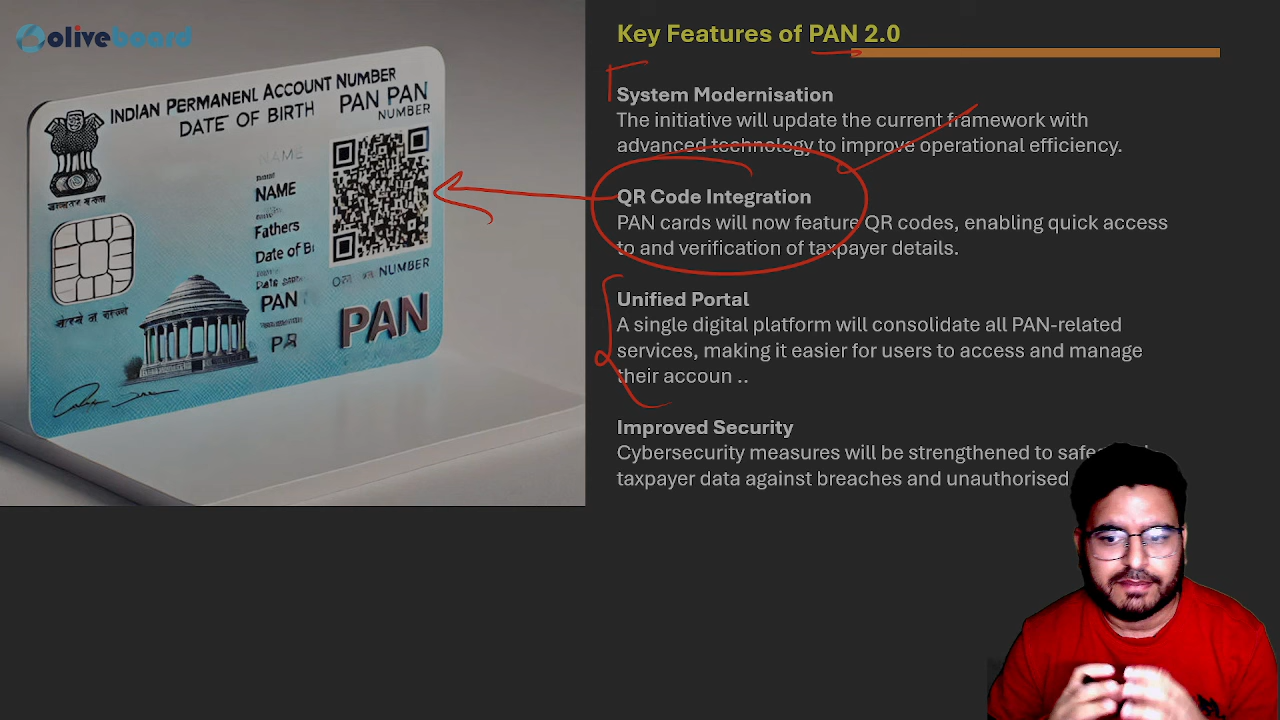 oliveboard
INDIAN PERMANENL ACCOUNT NUMBER
DATE OF BIRTH
PAN PAN
NUMBER
NAME
NAME
Fathers
Date of Bi
PAN
NUMBER
PAN
Key Features of PAN 2.0
System Modernisation
The initiative will update the current framework with
advanced technology to improve operational efficiency.
QR Code Integration
PAN cards will now feature QR codes, enabling quick access
to and verification of taxpayer details.
Unified Portal
A single digital platform will consolidate all PAN-related
services, making it easier for users to access and manage
their accoun ..
Improved Security
Cybersecurity measures will be strengthened to
taxpayer data against breaches and unauthorised